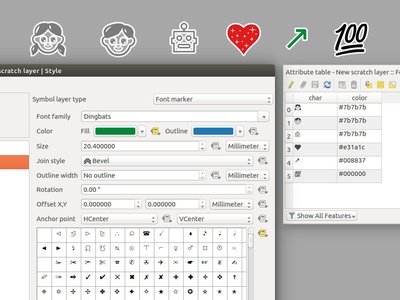 scratch layer | Style
Symbol layer type
Font marker
Font family
Dingbats
Color
Fill
Outline
Size
20.400000
Millimeter
Join style
Bevel
Outline width
No outline
Millimeter
Rotation
0.00 °
Offset X,Y
0.000000
0.000000
Millimeter
Anchor point
HCenter
VCenter
Attribute table - New scratch layer :: F
char
color
0
#7b7b7b
1
#7b7b7b
2
#7b7b7b
3
#e31a1c
4
#008837
5
#000000
Show All Features